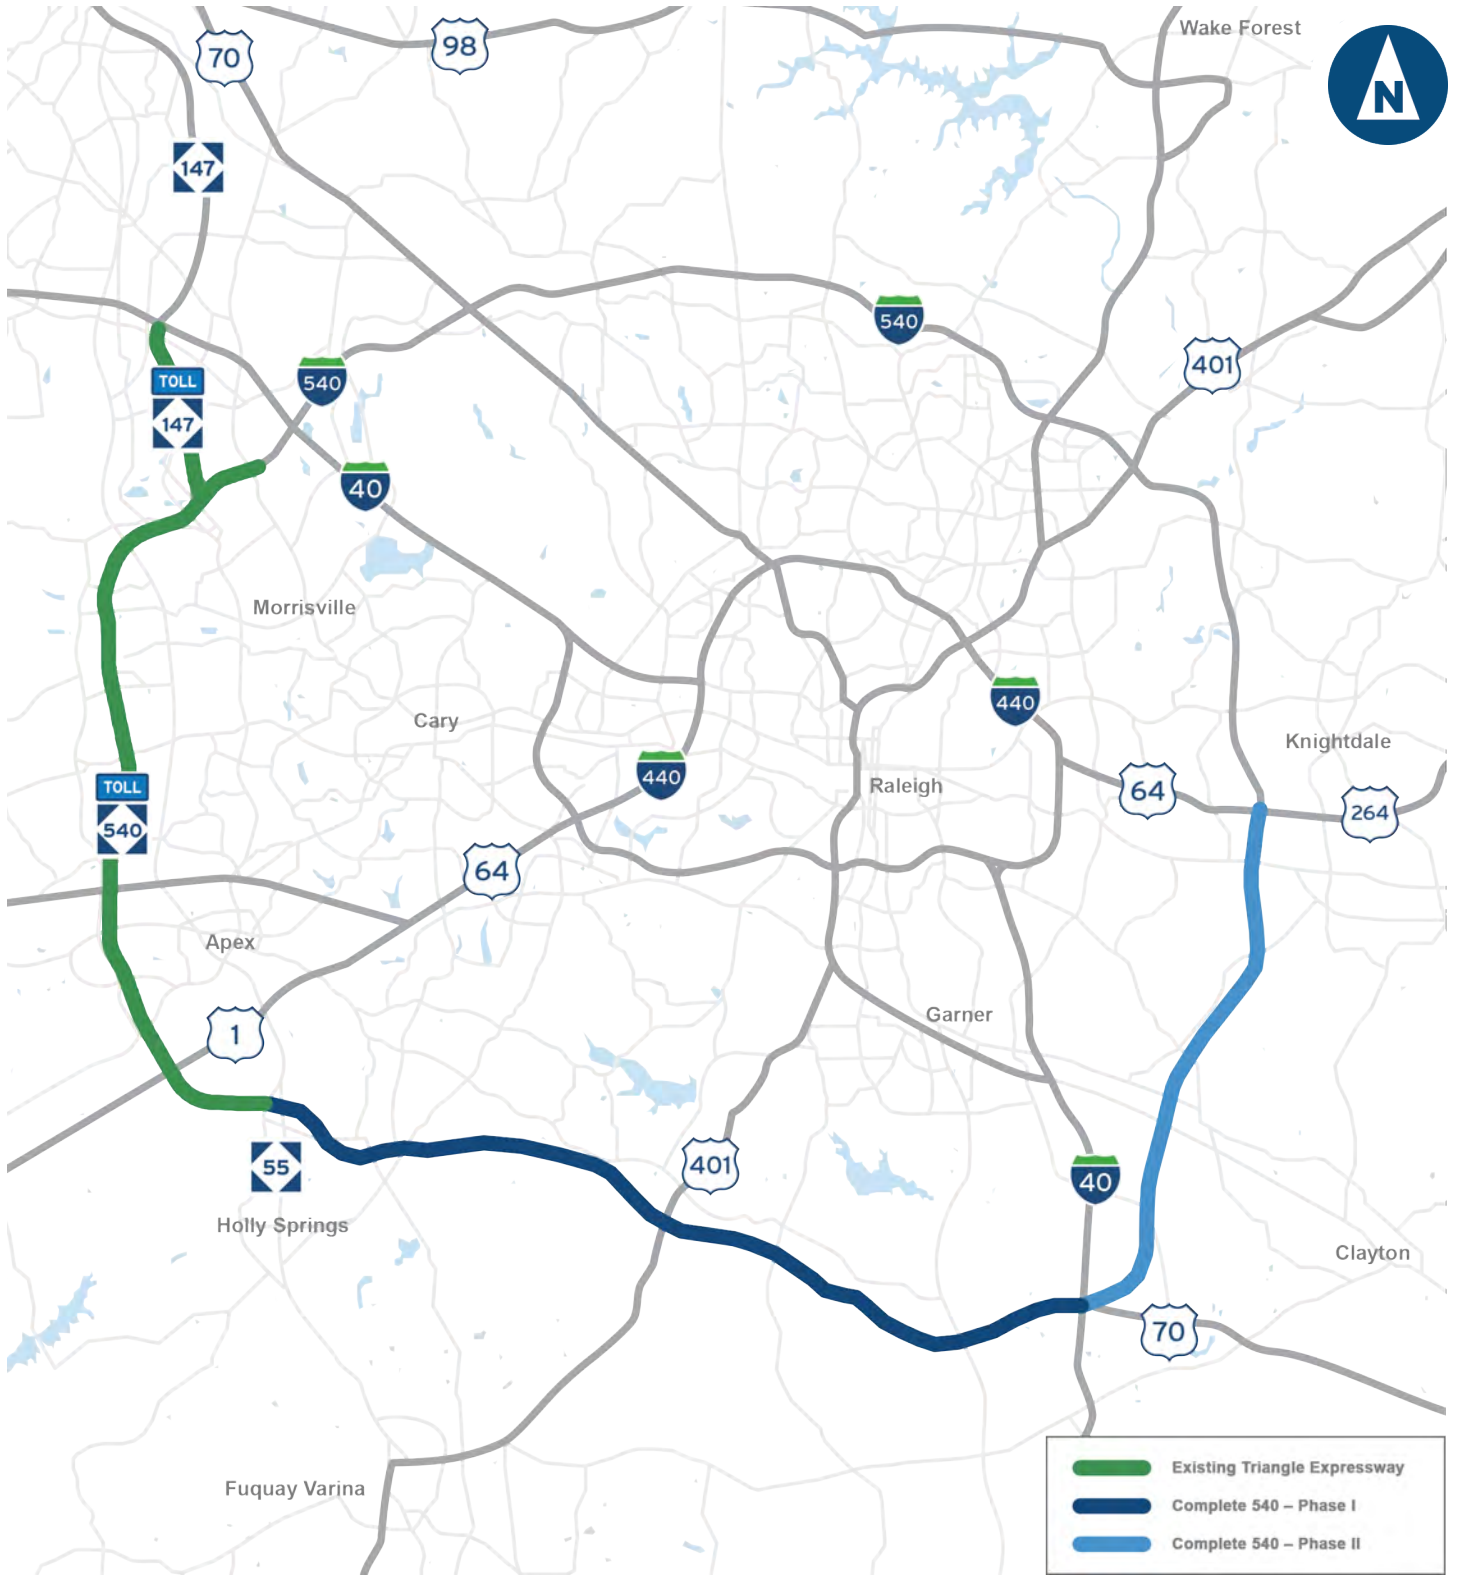 Wake Forest
98
70
N
147
540
401
TOLL
147
540
40
Morrisville
440
Cary
Knightdale
440
64
Raleigh
TOLL
540
264
64
Apex
Garner
1
401
55
40
Holly Springs
Clayton
70
Fuquay Varina
Existing Triangle Expressway
Complete 540 – Phase I
Complete 540 – Phase II